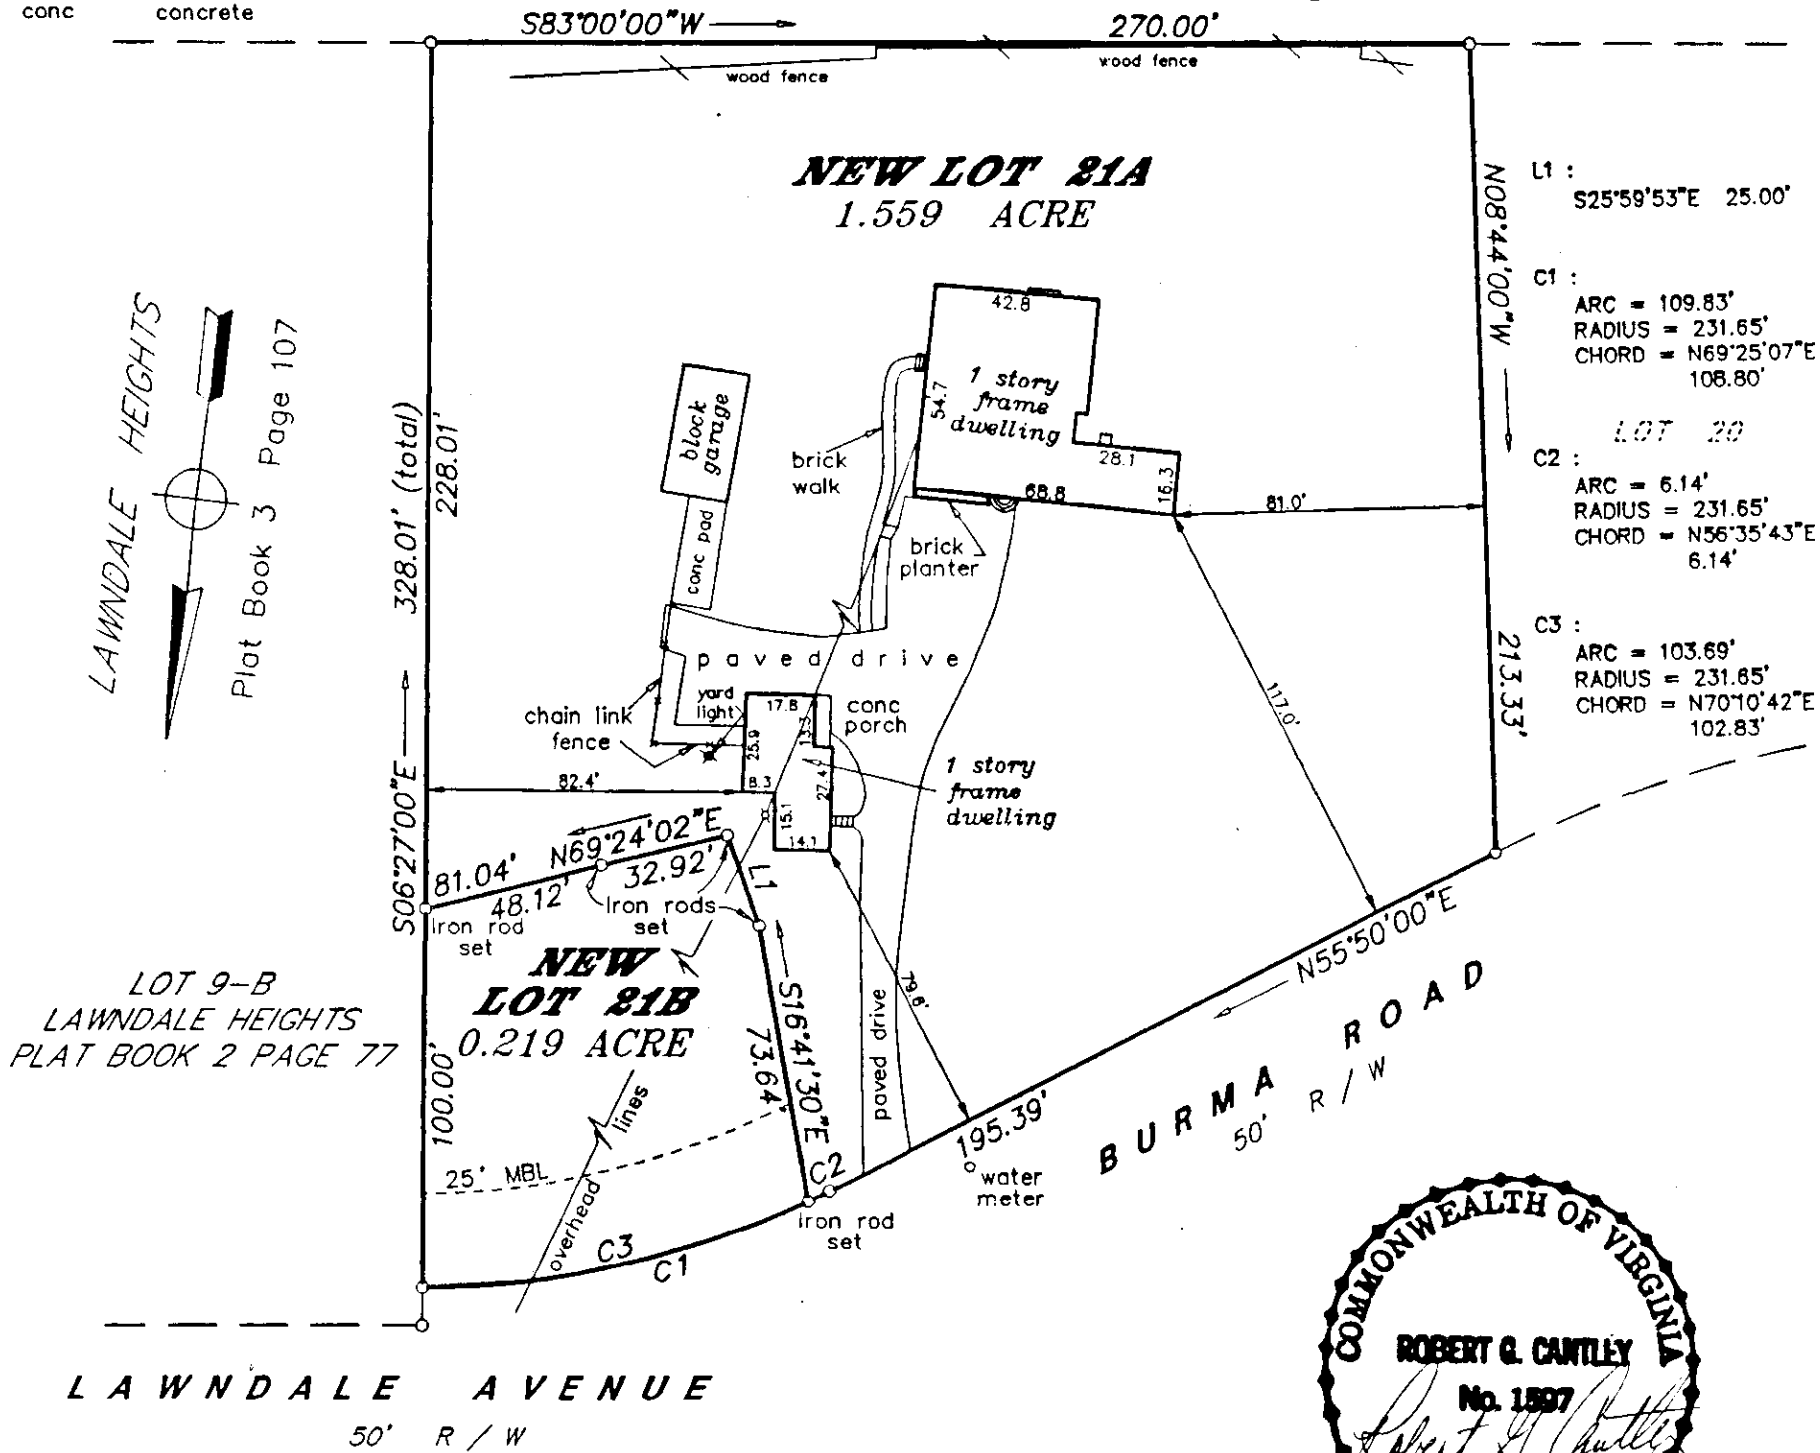 conc concrete
S83°00'00"W
270.00'
wood fence
wood fence
NEW LOT 21A
1.559 ACRE
N08°44'00"W
213.33'
L1 :
S25°59'53"E 25.00'
C1 :
ARC = 109.83'
RADIUS = 231.65'
CHORD = N69°25'07"E
108.80'
LOT 20
C2 :
ARC = 6.14'
RADIUS = 231.65'
CHORD = N56°35'43"E
6.14'
C3 :
ARC = 103.69'
RADIUS = 231.65'
CHORD = N70°10'42"E
102.83'
LAWNDALE HEIGHTS
Plat Book 3 Page 107
S06°27'00"E
328.01' (total)
228.01'
42.8
1 story
frame
dwelling
54.7
68.8
28.1
16.3
81.0'
block
garage
brick
walk
conc pad
brick
planter
paved drive
117.0'
yard
light
17.8
conc
porch
13.3
chain link
fence
25.9
82.4'
8.3
27.4
15.1
14.1
1 story
frame
dwelling
N69°24'02"E
81.04'
48.12'
32.92'
L1
Iron rod
set
Iron rods
set
NEW
LOT 21B
0.219 ACRE
S16°41'30"E
73.64'
79.6'
paved drive
N55°50'00"E
195.39'
BURMA ROAD
50' R / W
LOT 9-B
LAWNDALE HEIGHTS
PLAT BOOK 2 PAGE 77
100.00'
25' MBL
overhead lines
C2
Iron rod
set
C3
C1
water
meter
LAWNDALE AVENUE
50' R / W
COMMONWEALTH OF VIRGINIA
ROBERT G. CANTLEY
No. 1597
Robert G Cantley